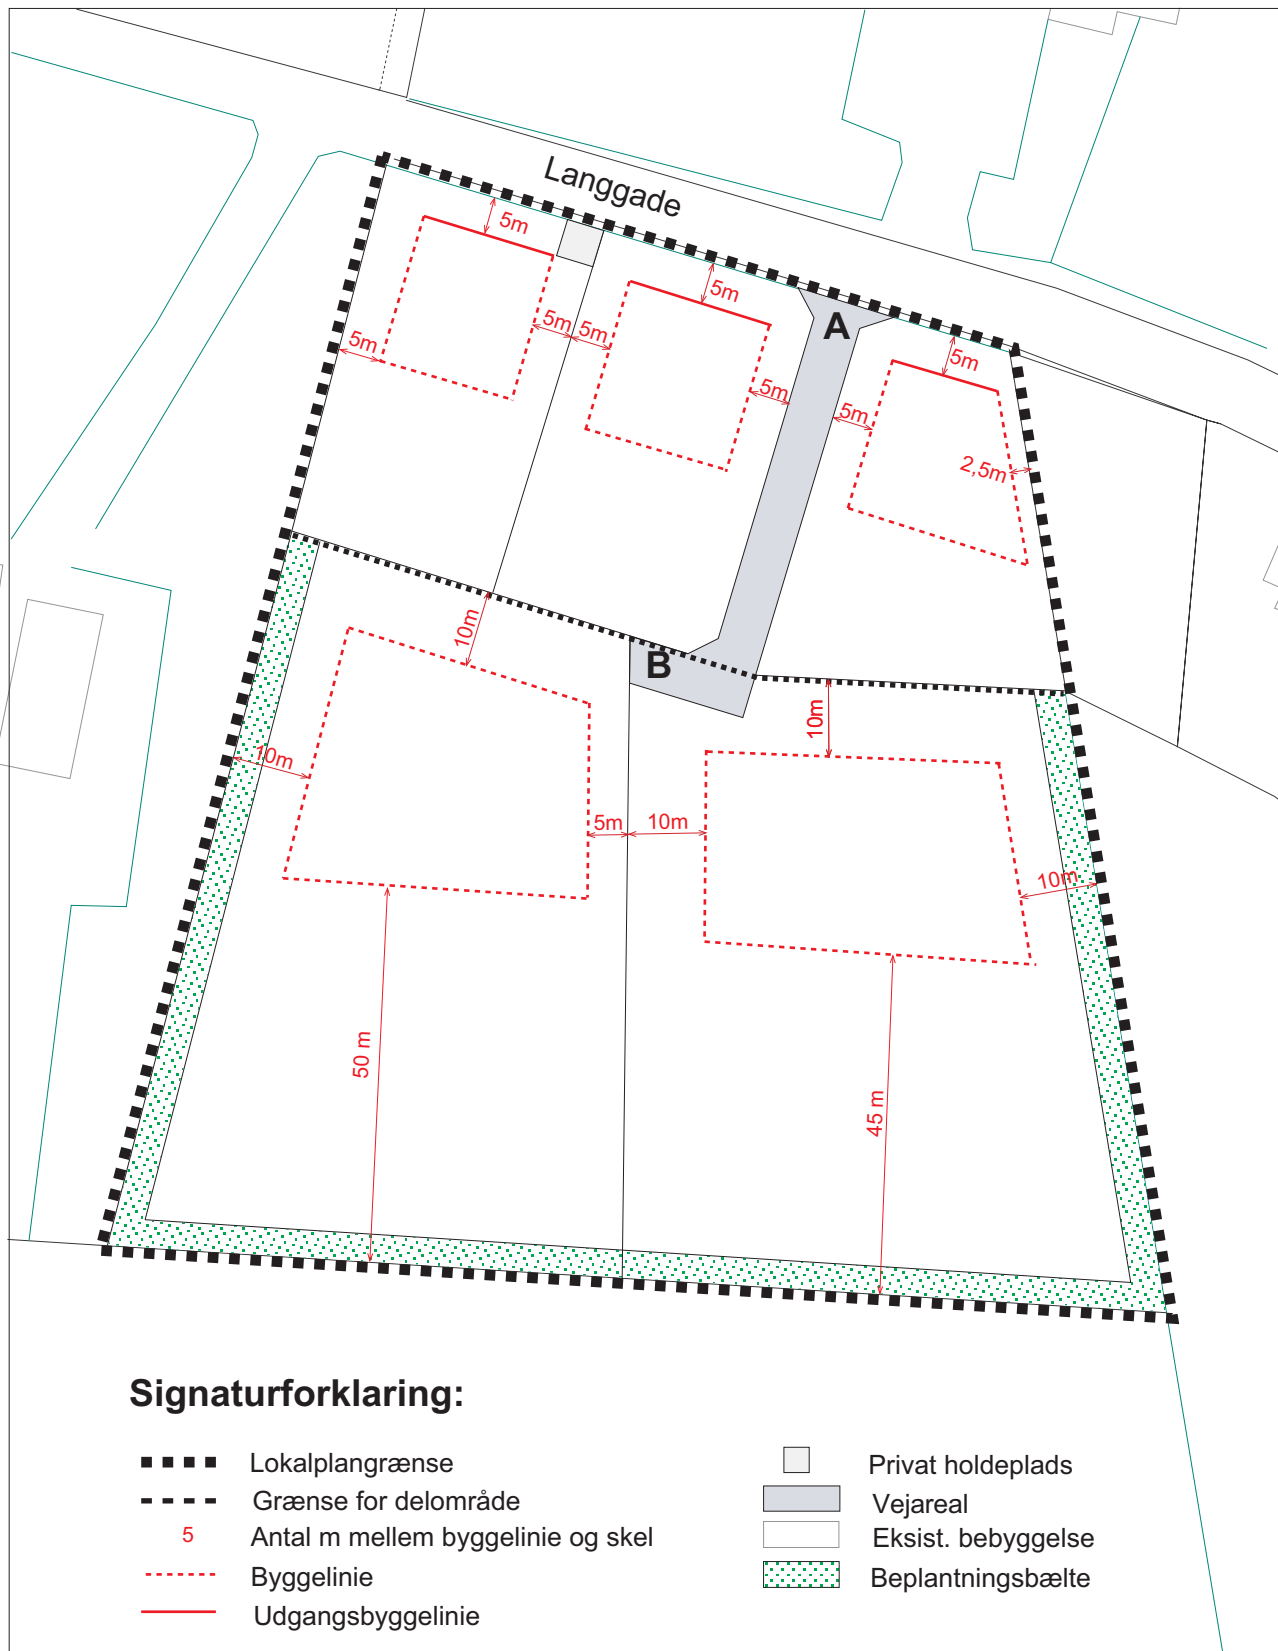 Langgade
5m
5m
A
5m
5m
5m
5m
5m
5m
2,5m
10m
B
10m
10m
5m
10m
10m
50 m
45 m
Signaturforklaring:
Lokalplangrænse
Grænse for delområde
5 Antal m mellem byggelinie og skel
Byggelinie
Udgangsbyggelinie
Privat holdeplads
Vejareal
Eksist. bebyggelse
Beplantningsbælte